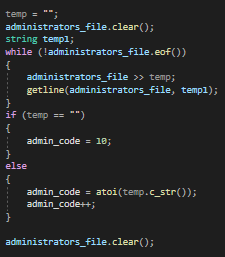 temp = "";
administrators_file.clear();
string temp1;
while (!administrators_file.eof())
{
administrators_file >> temp;
getline(administrators_file, temp1);
}
if (temp == "")
{
admin_code = 10;
}
else
{
admin_code = atoi(temp.c_str());
admin_code++;
}
administrators_file.clear();